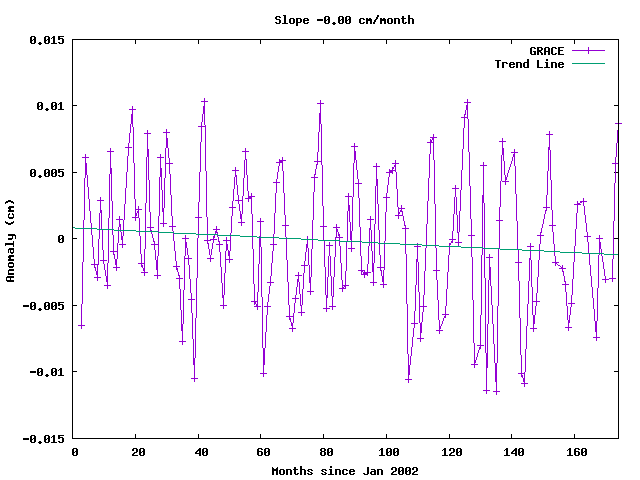 Slope -0.00 cm/month
0.015
GRACE
Trend Line
0.01
0.005
0
-0.005
-0.01
-0.015
Anomaly (cm)
0 20 40 60 80 100 120 140 160
Months since Jan 2002